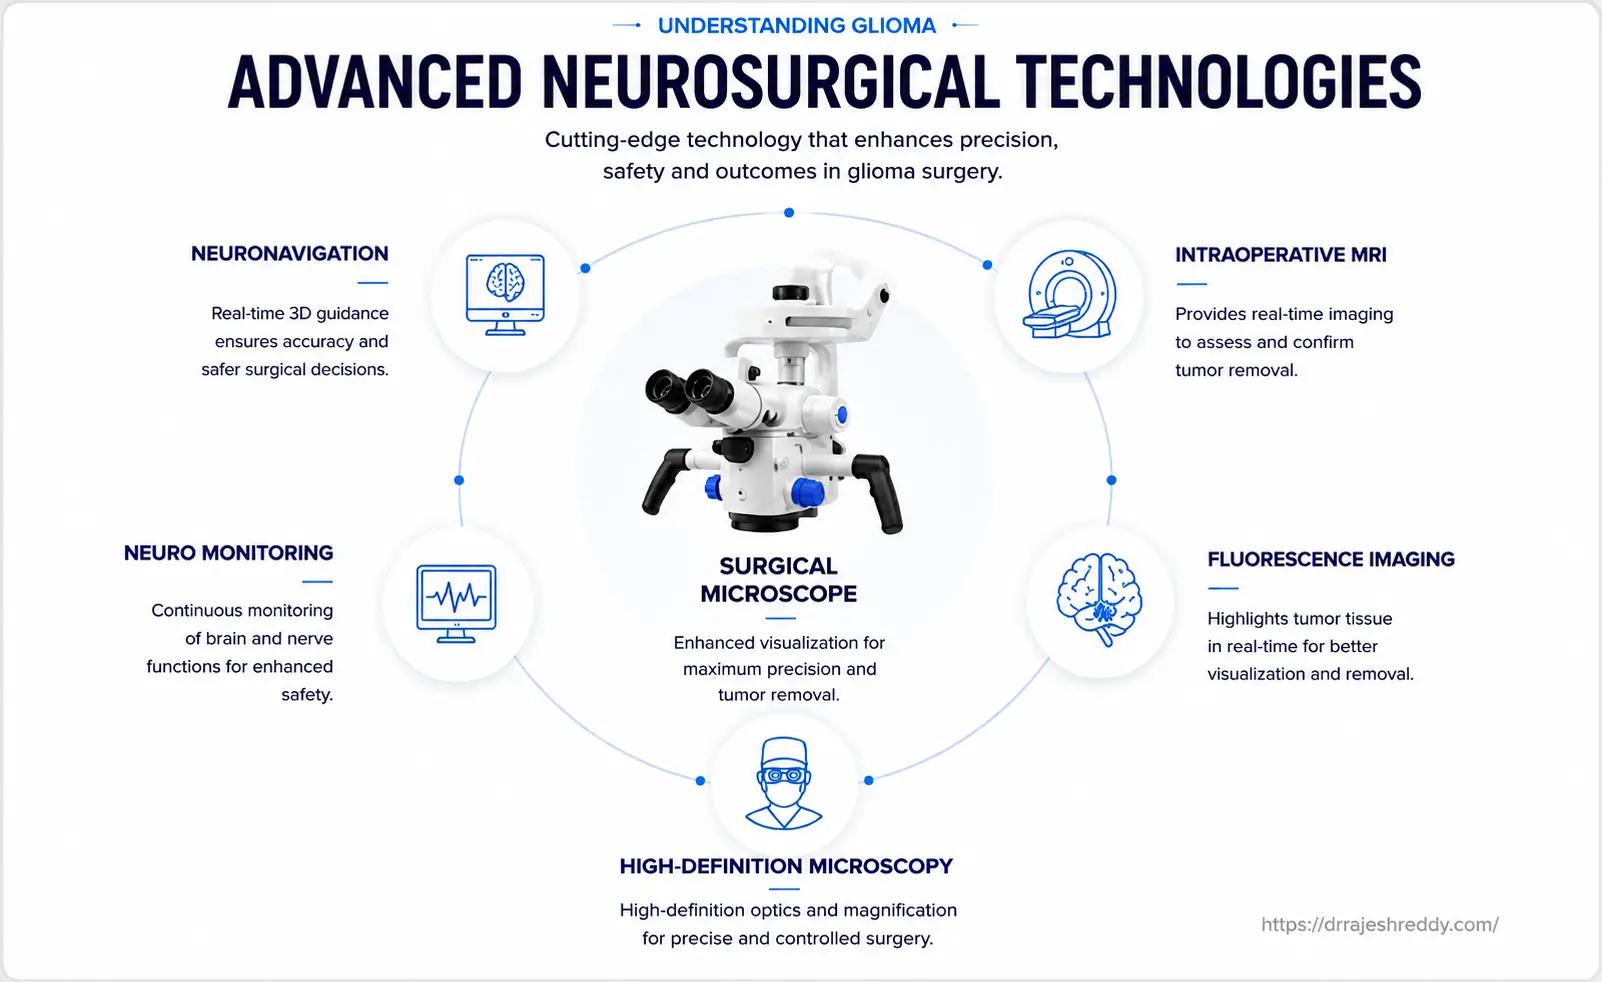 UNDERSTANDING GLIOMA
ADVANCED NEUROSURGICAL TECHNOLOGIES
Cutting-edge technology that enhances precision,
safety and outcomes in glioma surgery.
NEURONAVIGATION
Real-time 3D guidance
ensures accuracy and
safer surgical decisions.
INTRAOPERATIVE MRI
Provides real-time imaging
to assess and confirm
tumor removal.
NEURO MONITORING
Continuous monitoring
of brain and nerve
functions for enhanced
safety.
SURGICAL
MICROSCOPE
Enhanced visualization for
maximum precision and
tumor removal.
FLUORESCENCE IMAGING
Highlights tumor tissue
in real-time for better
visualization and removal.
HIGH-DEFINITION MICROSCOPY
High-definition optics and magnification
for precise and controlled surgery.
https://drrajeshreddy.com/